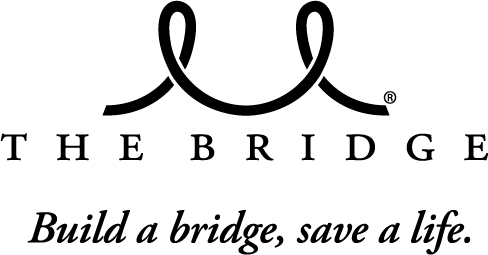 ®
THE BRIDGE
Build a bridge, save a life.